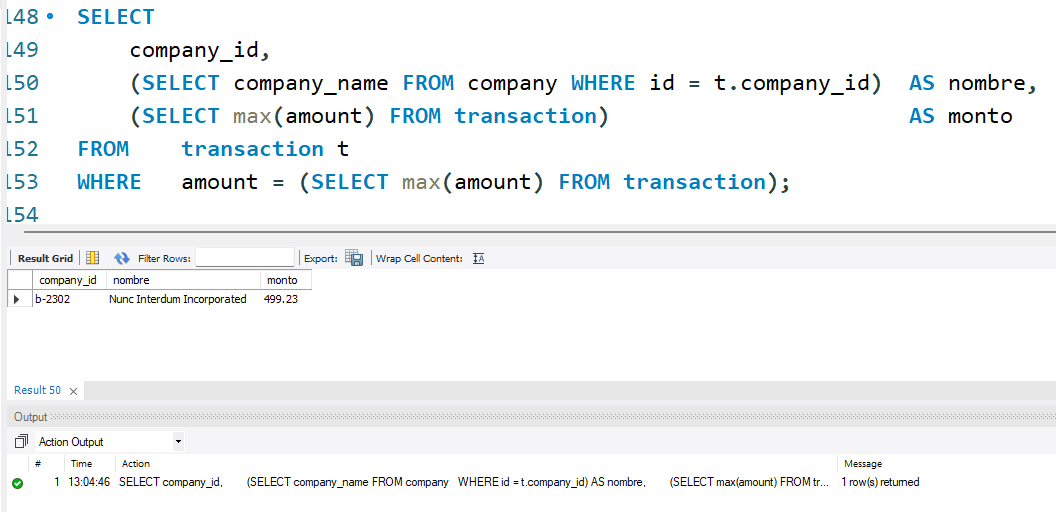 148 SELECT
149 company_id,
150 (SELECT company_name FROM company WHERE id = t.company_id) AS nombre,
151 (SELECT max(amount) FROM transaction) AS monto
152 FROM transaction t
153 WHERE amount = (SELECT max(amount) FROM transaction);
154
Result Grid Filter Rows: Export: Wrap Cell Content: IA
company_id nombre monto
b-2302 Nunc Interdum Incorporated 499.23
Result 50
Output
Action Output
# Time Action Message
1 13:04:46 SELECT company_id, (SELECT company_name FROM company WHERE id = t.company_id) AS nombre, (SELECT max(amount) FROM tr... 1 row(s) returned